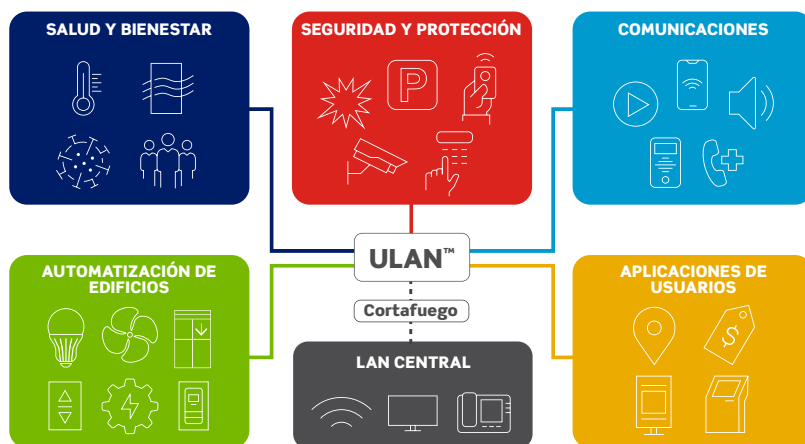 SALUD Y BIENESTAR
SEGURIDAD Y PROTECCIÓN
COMUNICACIONES
P
ULAN™
AUTOMATIZACIÓN DE
EDIFICIOS
Cortafuego
APLICACIONES DE
USUARIOS
$
LAN CENTRAL